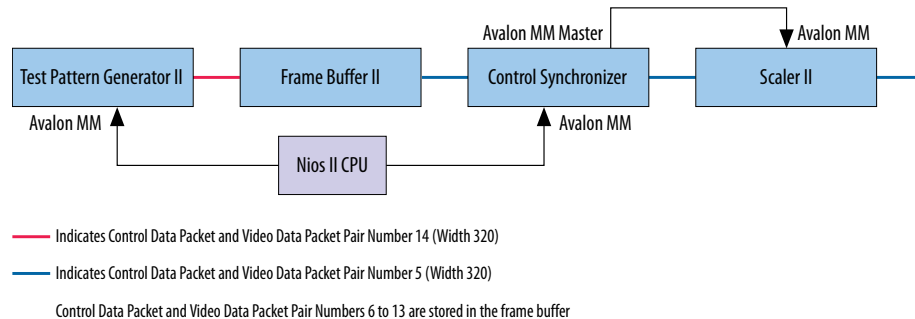 Avalon MM Master
Avalon MM
Test Pattern Generator II
Frame Buffer II
Control Synchronizer
Scaler II
Avalon MM
Avalon MM
Nios II CPU
Indicates Control Data Packet and Video Data Packet Pair Number 14 (Width 320)
Indicates Control Data Packet and Video Data Packet Pair Number 5 (Width 320)
Control Data Packet and Video Data Packet Pair Numbers 6 to 13 are stored in the frame buffer